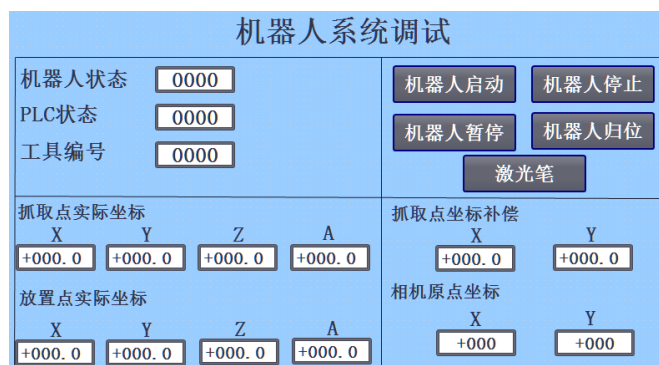 机器人系统调试
机器人状态 0000
PLC状态 0000
工具编号 0000
机器人启动 机器人停止
机器人暂停 机器人归位
激光笔
抓取点实际坐标
X Y Z A
+000.0 +000.0 +000.0 +000.0
放置点实际坐标
X Y Z A
+000.0 +000.0 +000.0 +000.0
抓取点坐标补偿
X Y
+000.0 +000.0
相机原点坐标
X Y
+000 +000